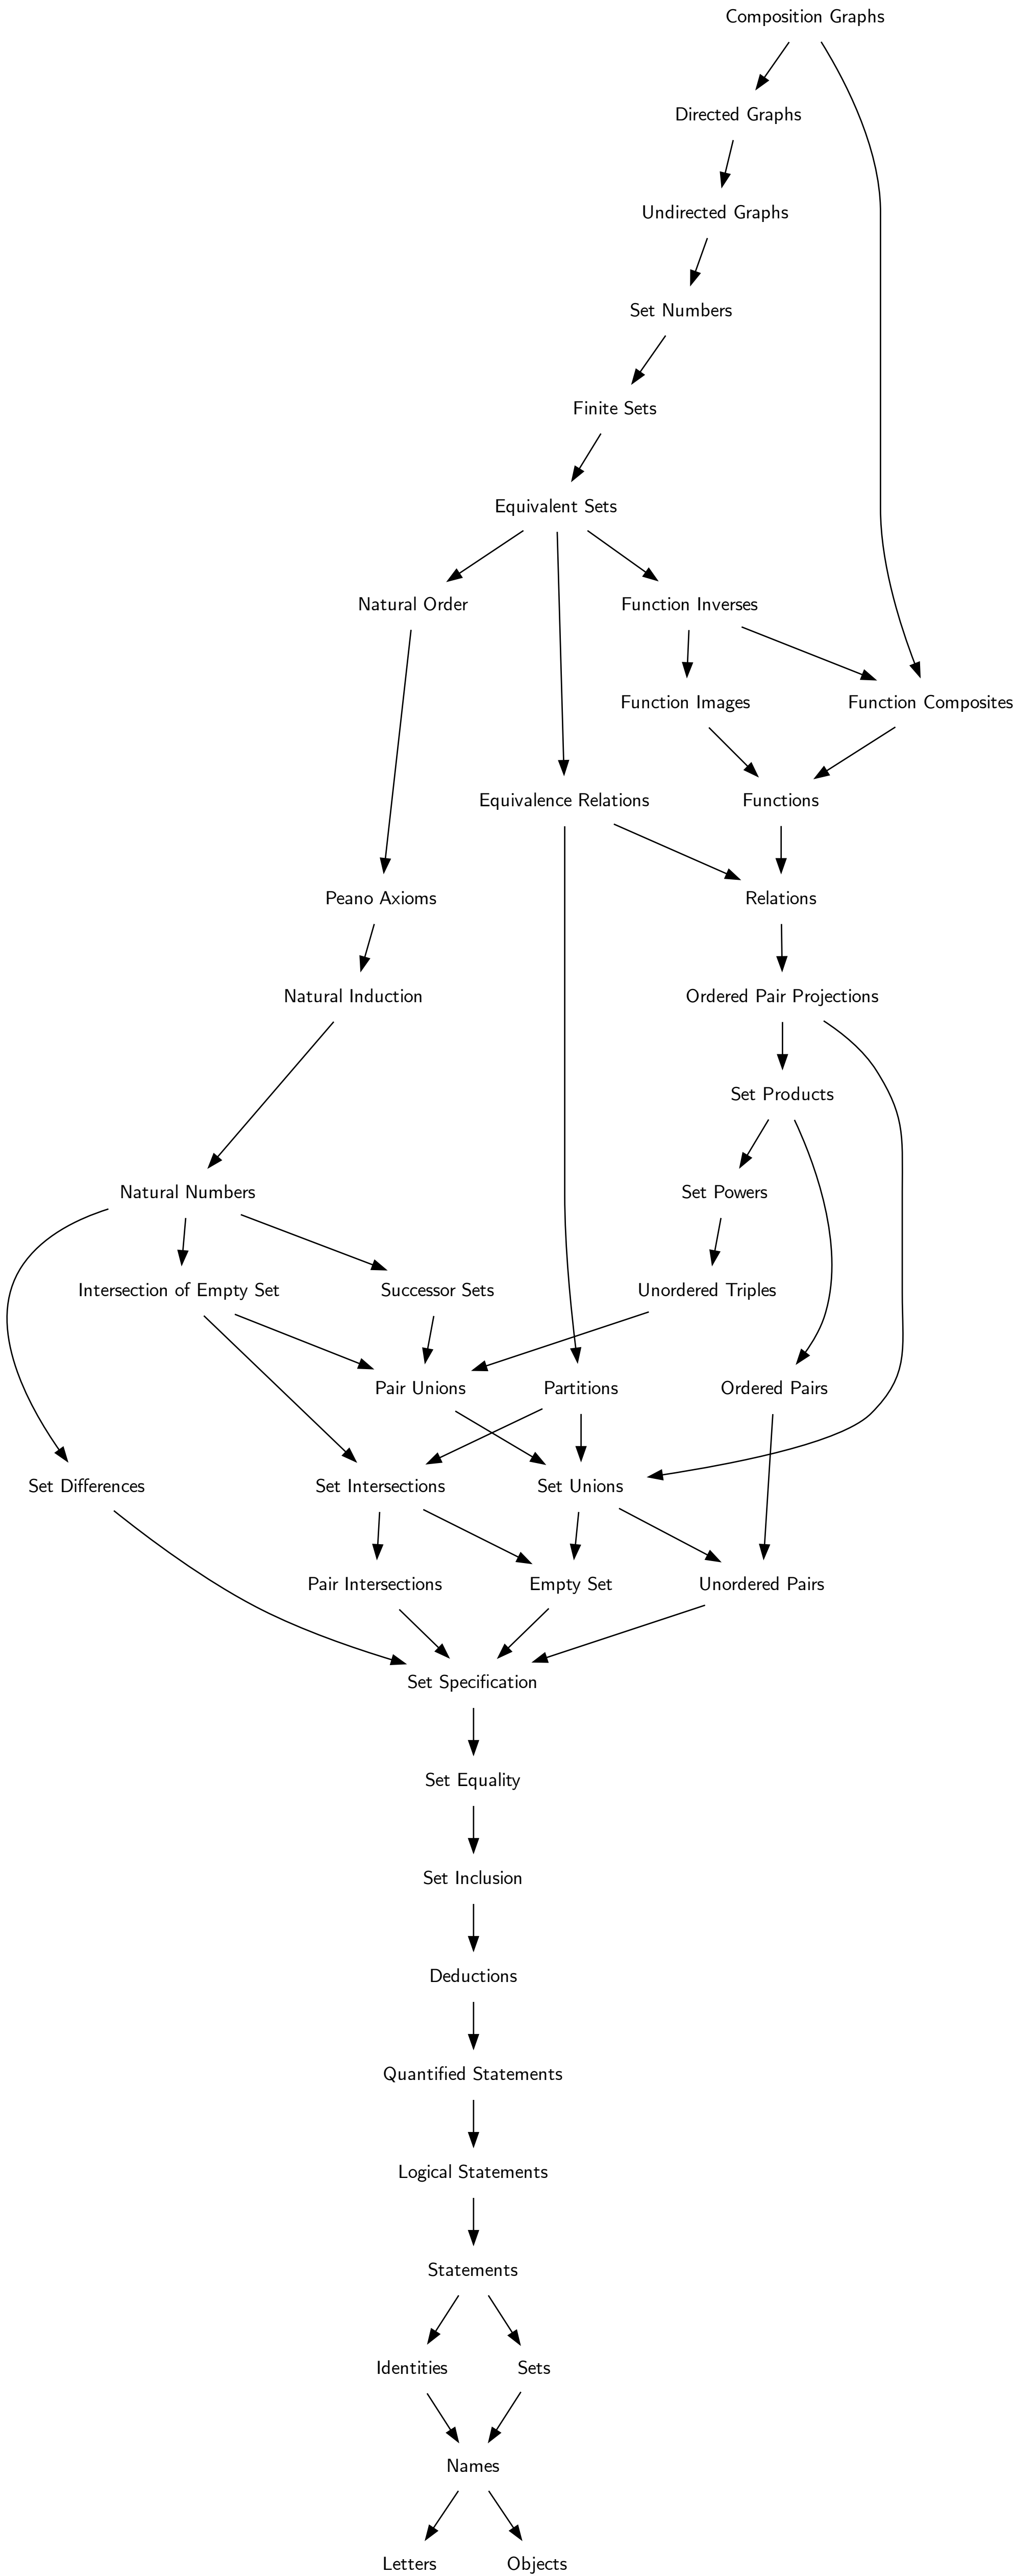 Composition Graphs
Directed Graphs
Undirected Graphs
Set Numbers
Finite Sets
Equivalent Sets
Natural Order
Function Inverses
Function Images
Function Composites
Equivalence Relations
Functions
Peano Axioms
Relations
Natural Induction
Ordered Pair Projections
Set Products
Natural Numbers
Set Powers
Intersection of Empty Set
Successor Sets
Unordered Triples
Pair Unions
Partitions
Ordered Pairs
Set Differences
Set Intersections
Set Unions
Pair Intersections
Empty Set
Unordered Pairs
Set Specification
Set Equality
Set Inclusion
Deductions
Quantified Statements
Logical Statements
Statements
Identities
Sets
Names
Letters
Objects